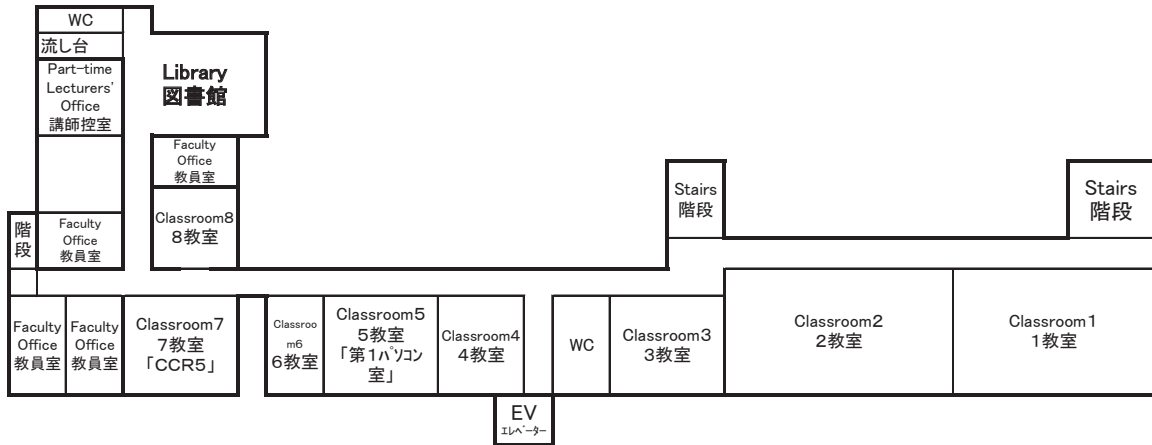 WC
流し台
Part-time
Lecturers'
Office
講師控室
Library
図書館
Faculty
Office
教員室
Classroom8
8教室
階
段
Faculty
Office
教員室
Stairs
階段
Stairs
階段
Faculty
Office
教員室
Faculty
Office
教員室
Classroom7
7教室
「CCR5」
Classroo
m6
6教室
Classroom5
5教室
「第1パソコン
室」
Classroom4
4教室
WC
Classroom3
3教室
Classroom2
2教室
Classroom1
1教室
EV
エレベーター